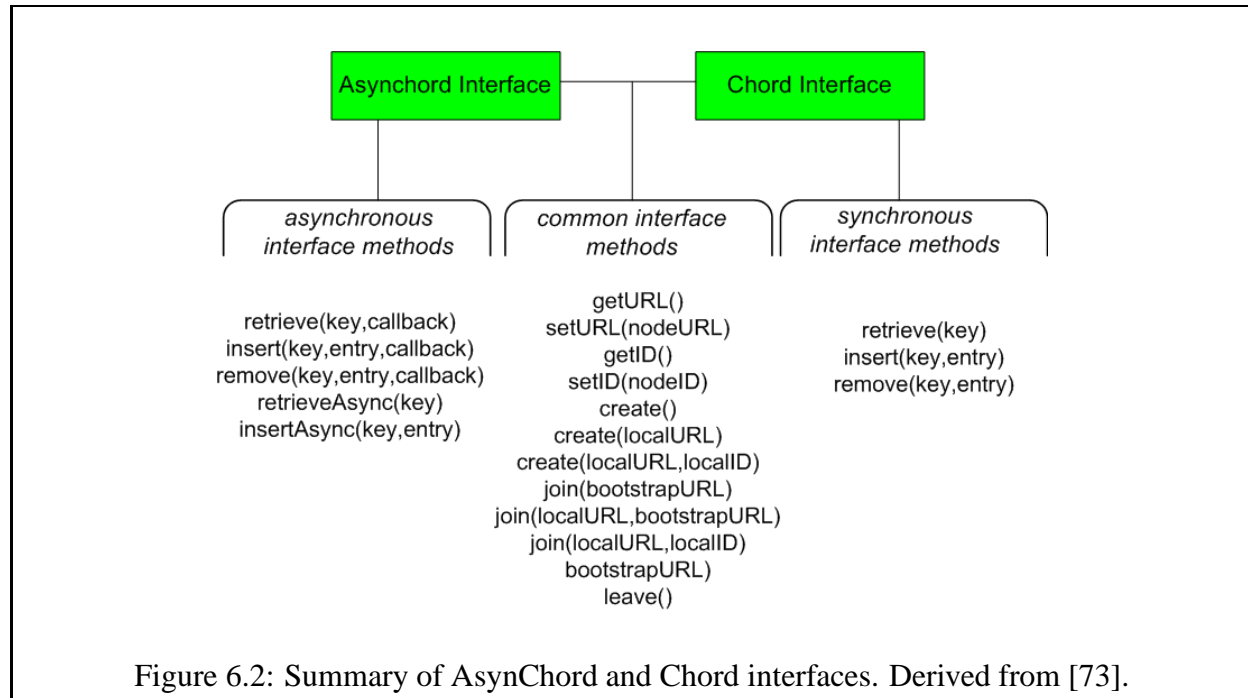 Asynchord Interface
Chord Interface
asynchronous
interface methods
retrieve(key,callback)
insert(key,entry,callback)
remove(key,entry,callback)
retrieveAsync(key)
insertAsync(key,entry)
common interface
methods
getURL()
setURL(nodeURL)
getID()
setID(nodeID)
create()
create(localURL)
create(localURL,localID)
join(bootstrapURL)
join(localURL,bootstrapURL)
join(localURL,localID)
bootstrapURL)
leave()
synchronous
interface methods
retrieve(key)
insert(key,entry)
remove(key,entry)
Figure 6.2: Summary of AsynChord and Chord interfaces. Derived from [73].